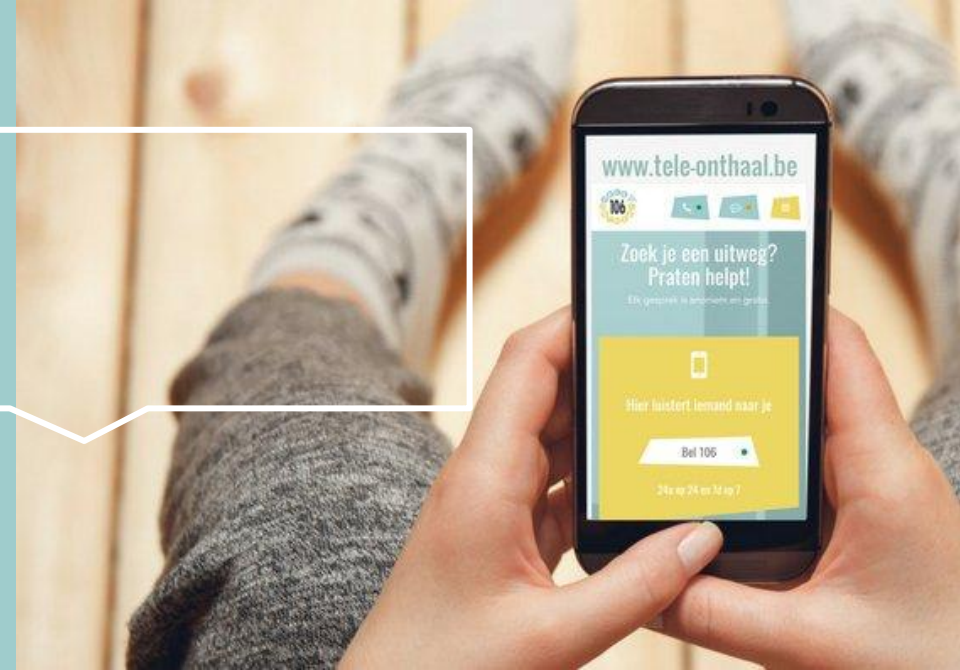 www.tele-onthaal.be
106
Zoek je een uitweg?
Praten helpt!
Elk gesprek is anoniem en gratis.
Hier luistert iemand naar je
Bel 106
24u op 24 en 7d op 7